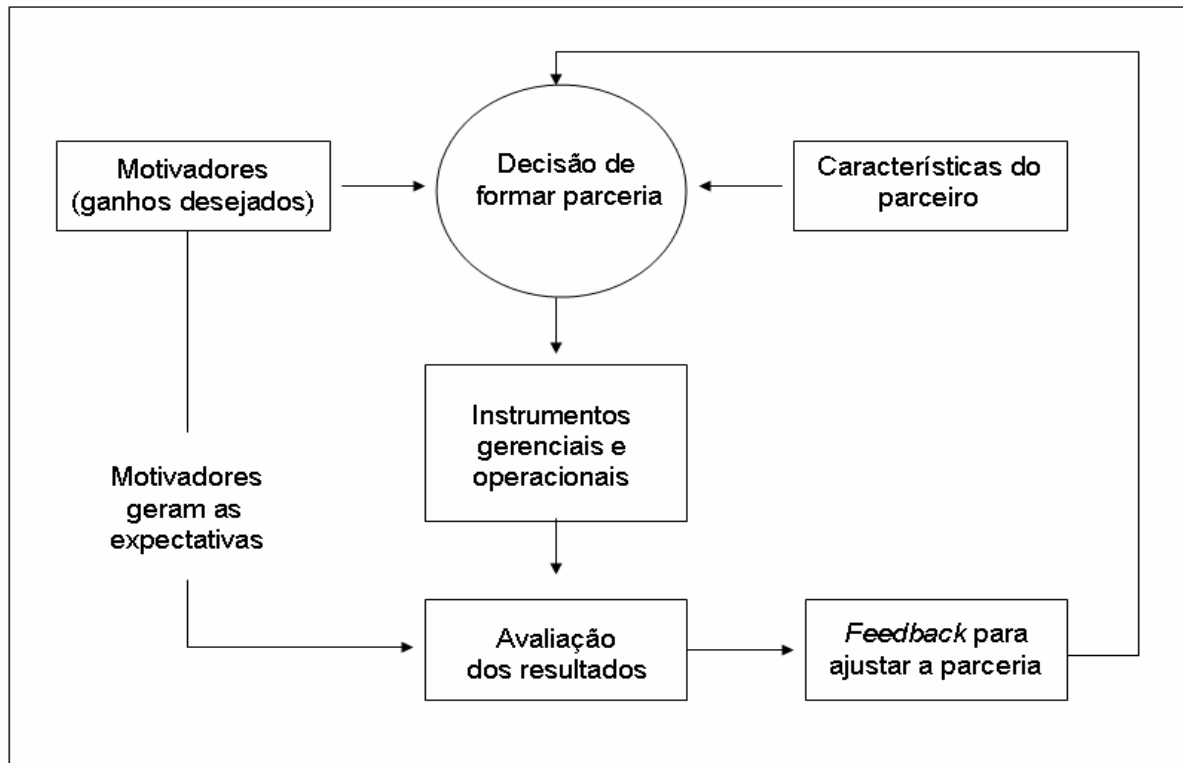 Motivadores
(ganhos desejados)
Decisão de
formar parceria
Características do
parceiro
Instrumentos
gerenciais e
operacionais
Motivadores
geram as
expectativas
Avaliação
dos resultados
Feedback para
ajustar a parceria